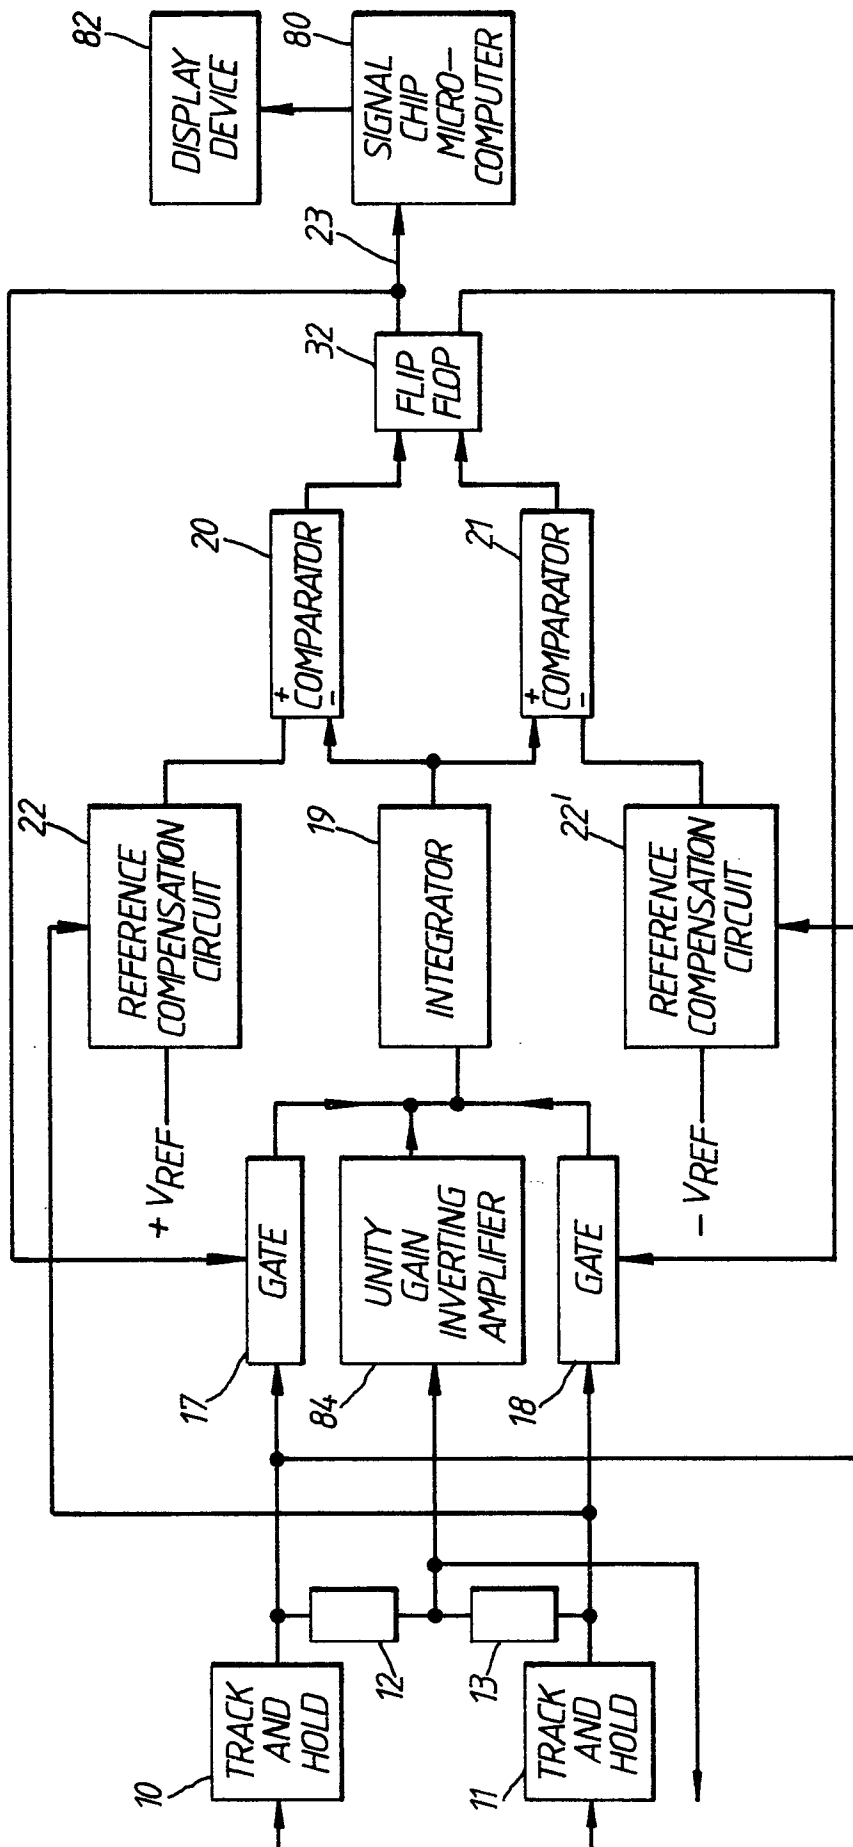 10
TRACK
AND
HOLD
11
TRACK
AND
HOLD
12
13
17
GATE
84
UNITY
GAIN
INVERTING
AMPLIFIER
18
GATE
+ VREF
22
REFERENCE
COMPENSATION
CIRCUIT
19
INTEGRATOR
- VREF
22'
REFERENCE
COMPENSATION
CIRCUIT
20
+
COMPARATOR
-
21
+
COMPARATOR
-
32
FLIP
FLOP
23
80
SIGNAL
CHIP
MICRO-
COMPUTER
82
DISPLAY
DEVICE